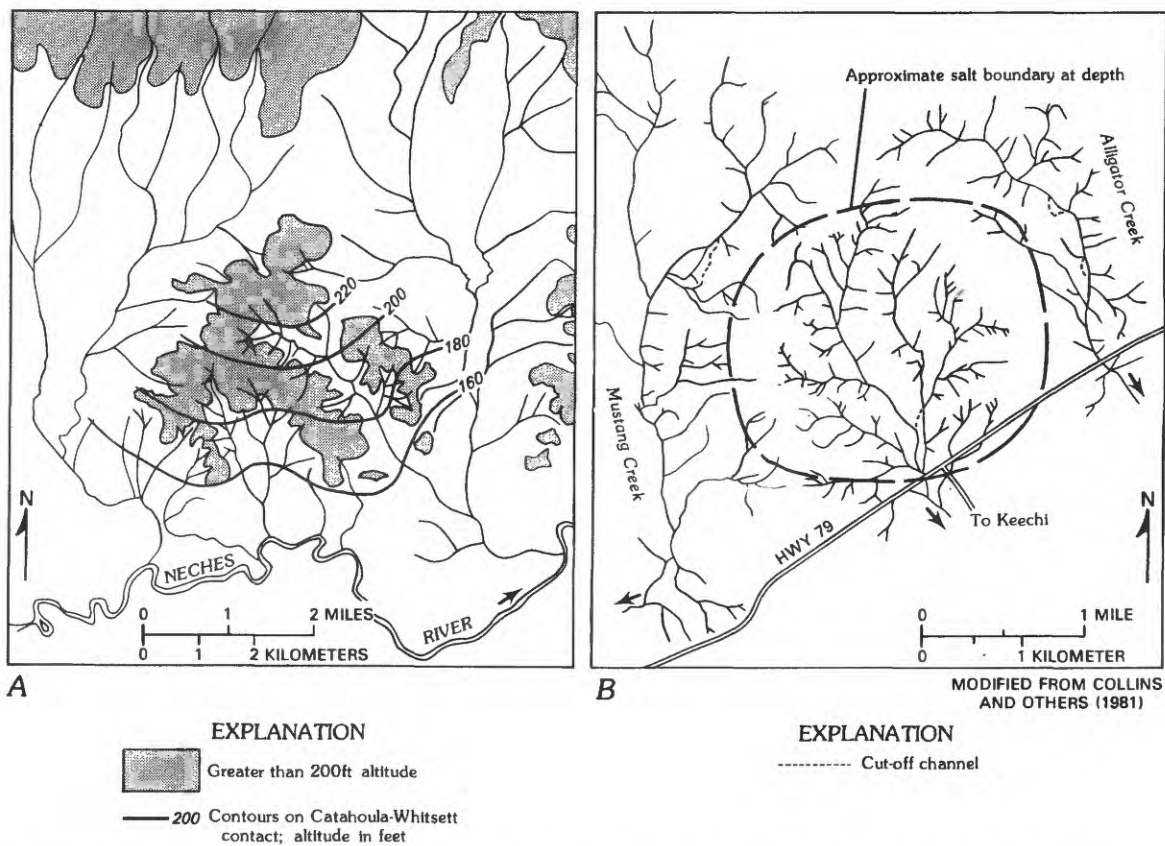 220
200
180
160
N
NECHES
RIVER
0 1 2 MILES
0 1 2 KILOMETERS
A
EXPLANATION
Greater than 200ft altitude
200 Contours on Catahoula-Whitsett
contact; altitude in feet
Approximate salt boundary at depth
Alligator Creek
Mustang Creek
HWY 79
To Keechi
N
0 1 MILE
0 1 KILOMETER
B
MODIFIED FROM COLLINS
AND OTHERS (1981)
EXPLANATION
Cut-off channel